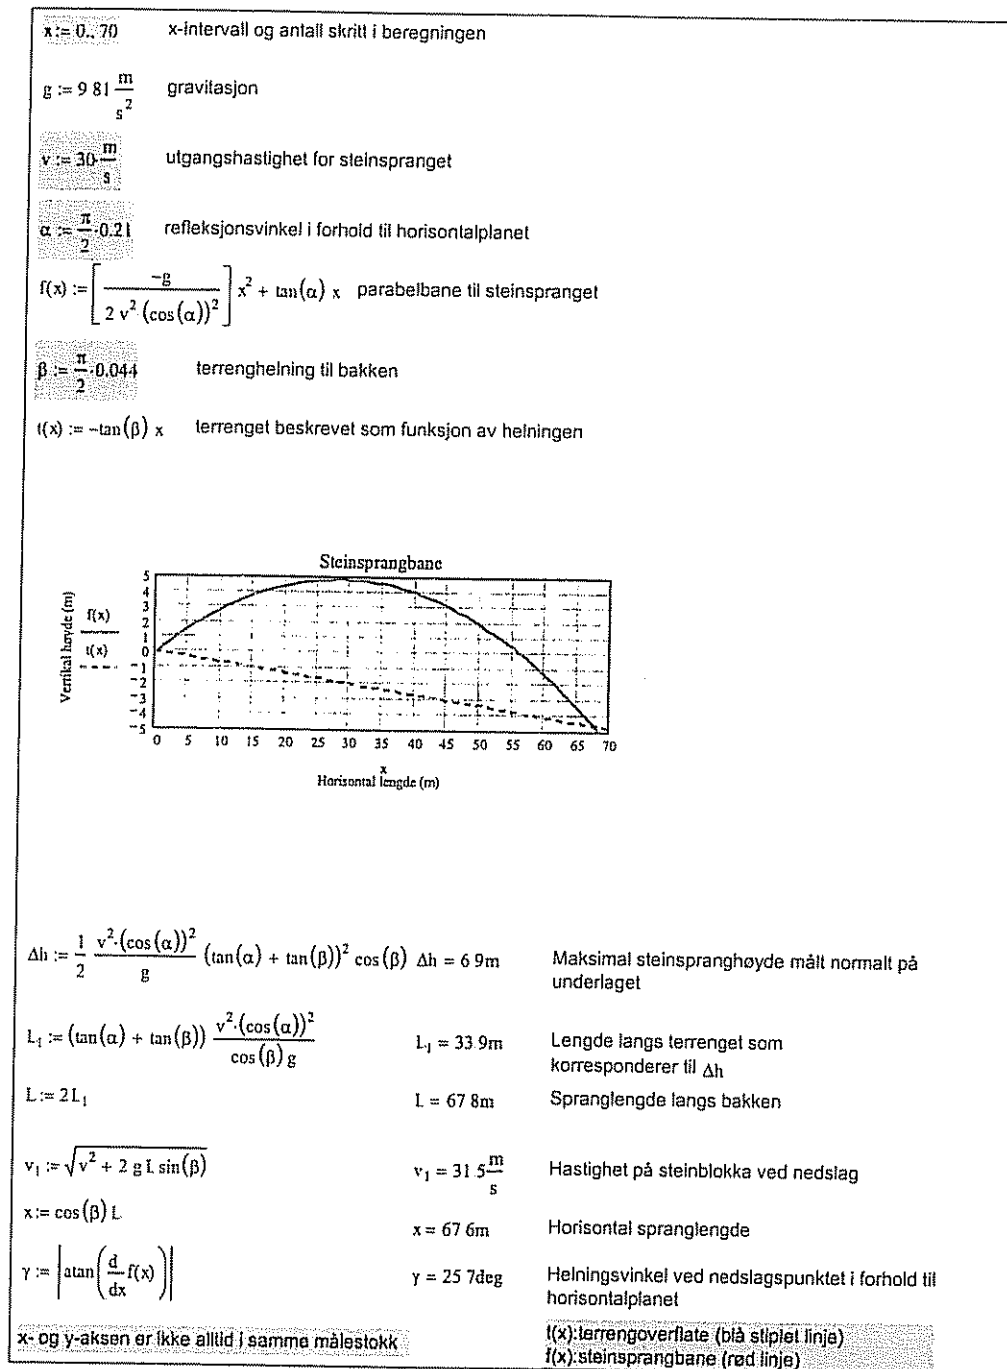 x := 0.. 70 x-intervall og antall skritt i beregningen
g := 9 81 m/s² gravitasjon
v := 30· m/s utgangshastighet for steinspranget
α := π/2 ·0.21 refleksjonsvinkel i forhold til horisontalplanet
f(x) := [ -g / (2 v²·(cos(α))²) ] x² + tan(α) x parabelbane til steinspranget
β := π/2 ·0.044 terrenghelning til bakken
t(x) := -tan(β) x terrenget beskrevet som funksjon av helningen
Steinsprangbane
Vertikal høyde (m)
f(x)
t(x)
5
4
3
2
1
0
-1
-2
-3
-4
-5
0 5 10 15 20 25 30 35 40 45 50 55 60 65 70
x
Horisontal lengde (m)
Δh := 1/2 v²·(cos(α))²/g (tan(α) + tan(β))² cos(β) Δh = 6 9m Maksimal steinspranghøyde målt normalt på
underlaget
L₁ := (tan(α) + tan(β)) v²·(cos(α))²/(cos(β) g) L₁ = 33 9m Lengde langs terrenget som
korresponderer til Δh
L := 2 L₁ L = 67 8m Spranglengde langs bakken
v₁ := √(v² + 2 g L sin(β)) v₁ = 31 5 m/s Hastighet på steinblokka ved nedslag
x := cos(β) L x = 67 6m Horisontal spranglengde
γ := |atan(d/dx f(x))| γ = 25 7deg Helningsvinkel ved nedslagspunktet i forhold til
horisontalplanet
x- og y-aksen er ikke alltid i samme målestokk t(x):terrengoverflate (blå stiplet linje)
f(x):steinsprangbane (rød linje)